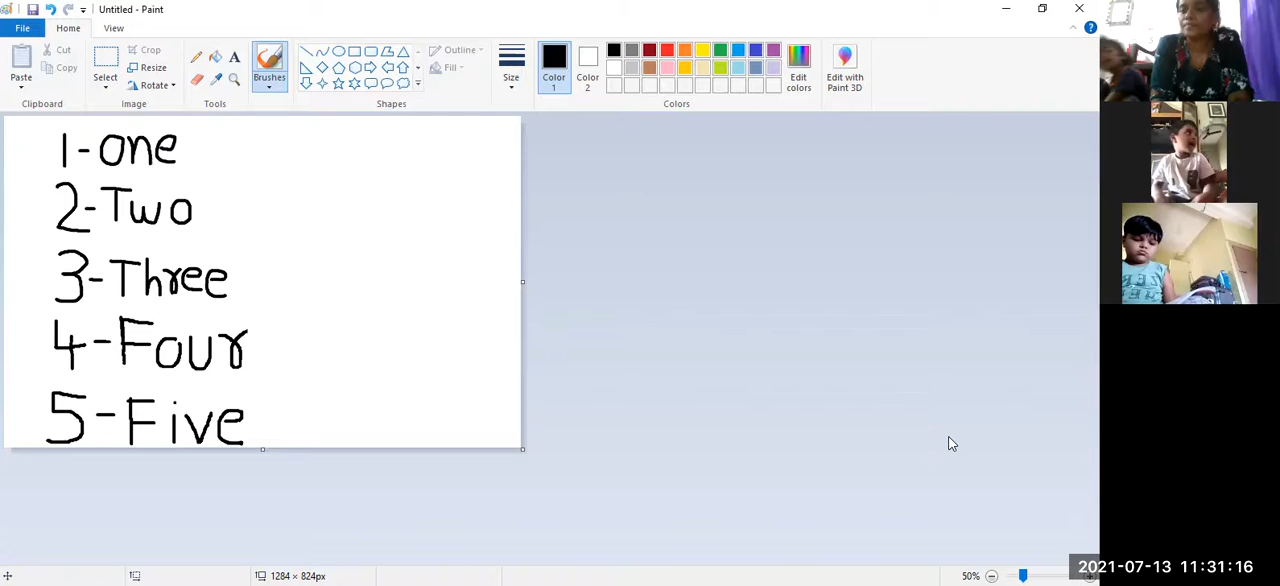 Untitled - Paint
File Home View
Paste Cut Copy Select Crop Resize Rotate A Brushes Outline Fill Size Color 1 Color 2 Edit colors Edit with Paint 3D
Clipboard Image Tools Shapes Colors
1-one
2-Two
3-Three
4-Four
5-Five
1284 × 824px 50%
2021-07-13 11:31:16